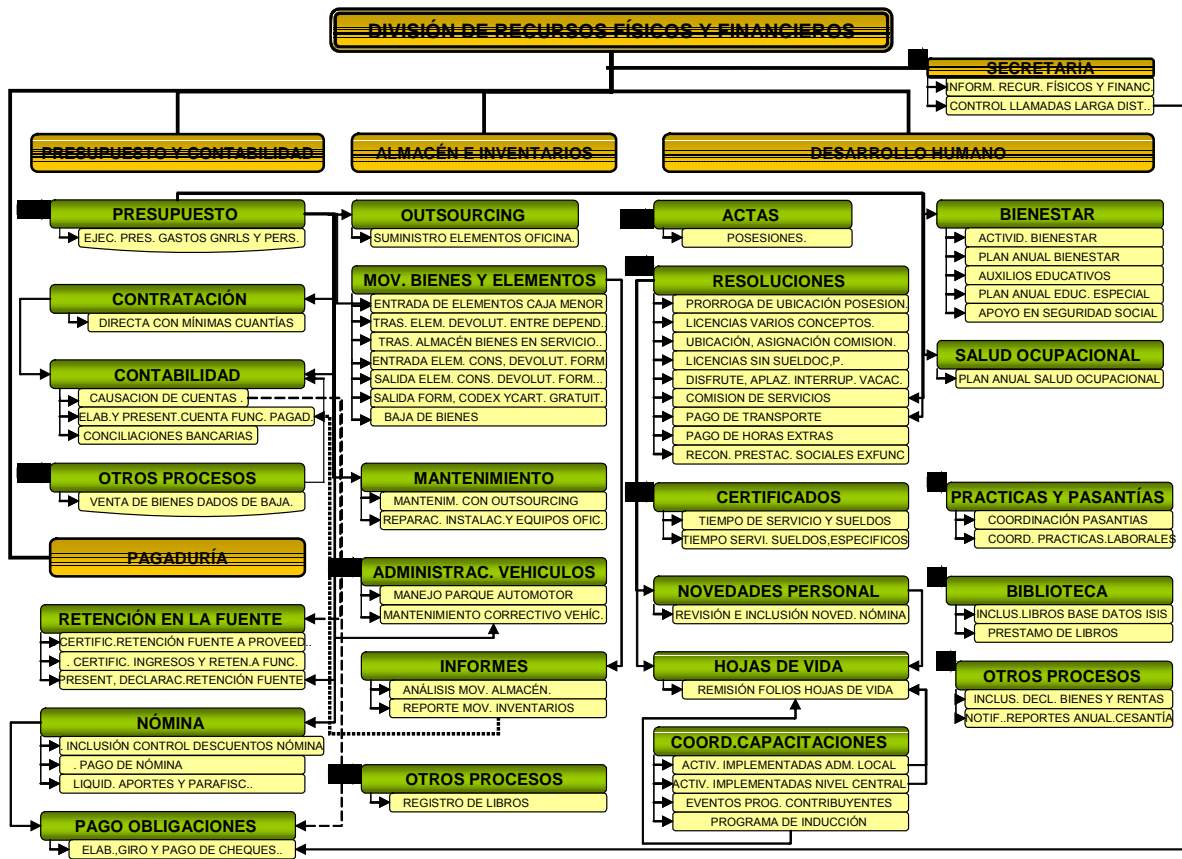 DIVISIÓN DE RECURSOS FÍSICOS Y FINANCIEROS
SECRETARÍA
INFORM. RECUR. FÍSICOS Y FINANC.
CONTROL LLAMADAS LARGA DIST..
PRESUPUESTO Y CONTABILIDAD
ALMACÉN E INVENTARIOS
DESARROLLO HUMANO
PRESUPUESTO
EJEC. PRES. GASTOS GNRLS Y PERS.
CONTRATACIÓN
DIRECTA CON MÍNIMAS CUANTÍAS
CONTABILIDAD
CAUSACION DE CUENTAS .
ELAB.Y PRESENT.CUENTA FUNC. PAGAD.
CONCILIACIONES BANCARIAS
OTROS PROCESOS
VENTA DE BIENES DADOS DE BAJA.
PAGADURÍA
RETENCIÓN EN LA FUENTE
CERTIFIC.RETENCIÓN FUENTE A PROVEED..
. CERTIFIC. INGRESOS Y RETEN.A FUNC.
PRESENT, DECLARAC.RETENCIÓN FUENTE
NÓMINA
. INCLUSIÓN CONTROL DESCUENTOS NÓMINA
. PAGO DE NÓMINA
LIQUID. APORTES Y PARAFISC..
PAGO OBLIGACIONES
ELAB.,GIRO Y PAGO DE CHEQUES..
OUTSOURCING
SUMINISTRO ELEMENTOS OFICINA.
MOV. BIENES Y ELEMENTOS
ENTRADA DE ELEMENTOS CAJA MENOR
TRAS. ELEM. DEVOLUT. ENTRE DEPEND..
TRAS. ALMACÉN BIENES EN SERVICIO..
ENTRADA ELEM. CONS, DEVOLUT. FORM.
SALIDA ELEM. CONS. DEVOLUT. FORM...
SALIDA FORM, CODEX YCART. GRATUIT.
BAJA DE BIENES
MANTENIMIENTO
MANTENIM. CON OUTSOURCING
REPARAC. INSTALAC.Y EQUIPOS OFIC.
ADMINISTRAC. VEHICULOS
MANEJO PARQUE AUTOMOTOR
MANTENIMIENTO CORRECTIVO VEHÍC.
INFORMES
ANÁLISIS MOV. ALMACÉN.
REPORTE MOV. INVENTARIOS
OTROS PROCESOS
REGISTRO DE LIBROS
ACTAS
POSESIONES.
RESOLUCIONES
PRORROGA DE UBICACIÓN POSESION.
LICENCIAS VARIOS CONCEPTOS.
UBICACIÓN, ASIGNACIÓN COMISION.
LICENCIAS SIN SUELDOC,P.
DISFRUTE, APLAZ. INTERRUP. VACAC.
COMISION DE SERVICIOS
PAGO DE TRANSPORTE
PAGO DE HORAS EXTRAS
RECON. PRESTAC. SOCIALES EXFUNC
CERTIFICADOS
TIEMPO DE SERVICIO Y SUELDOS
TIEMPO SERVI. SUELDOS,ESPECIFICOS
NOVEDADES PERSONAL
REVISIÓN E INCLUSIÓN NOVED. NÓMINA
HOJAS DE VIDA
REMISIÓN FOLIOS HOJAS DE VIDA
COORD.CAPACITACIONES
ACTIV. IMPLEMENTADAS ADM. LOCAL
ACTIV. IMPLEMENTADAS NIVEL CENTRAL
EVENTOS PROG. CONTRIBUYENTES
PROGRAMA DE INDUCCIÓN
BIENESTAR
ACTIVID. BIENESTAR
PLAN ANUAL BIENESTAR
AUXILIOS EDUCATIVOS
PLAN ANUAL EDUC. ESPECIAL
APOYO EN SEGURIDAD SOCIAL
SALUD OCUPACIONAL
PLAN ANUAL SALUD OCUPACIONAL
PRACTICAS Y PASANTÍAS
COORDINACIÓN PASANTIAS
COORD. PRACTICAS.LABORALES
BIBLIOTECA
INCLUS.LIBROS BASE DATOS ISIS
PRESTAMO DE LIBROS
OTROS PROCESOS
INCLUS. DECL. BIENES Y RENTAS
NOTIF..REPORTES ANUAL.CESANTÍA